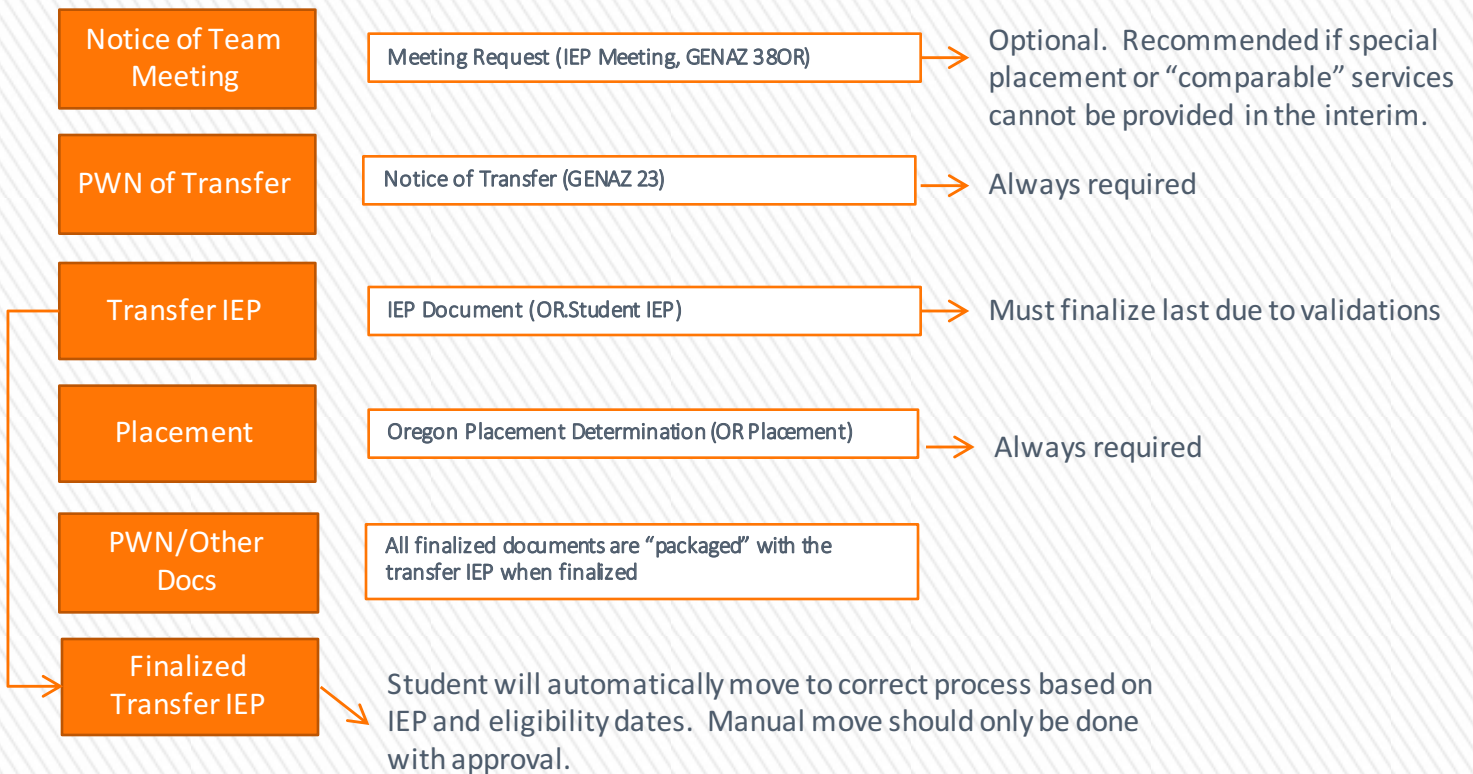 Notice of Team
Meeting
Meeting Request (IEP Meeting, GENAZ 38OR)
Optional.  Recommended if special
placement or “comparable” services
cannot be provided in the interim.
PWN of Transfer
Notice of Transfer (GENAZ 23)
Always required
Transfer IEP
IEP Document (OR.Student IEP)
Must finalize last due to validations
Placement
Oregon Placement Determination (OR Placement)
Always required
PWN/Other
Docs
All finalized documents are “packaged” with the
transfer IEP when finalized
Finalized
Transfer IEP
Student will automatically move to correct process based on
IEP and eligibility dates.  Manual move should only be done
with approval.